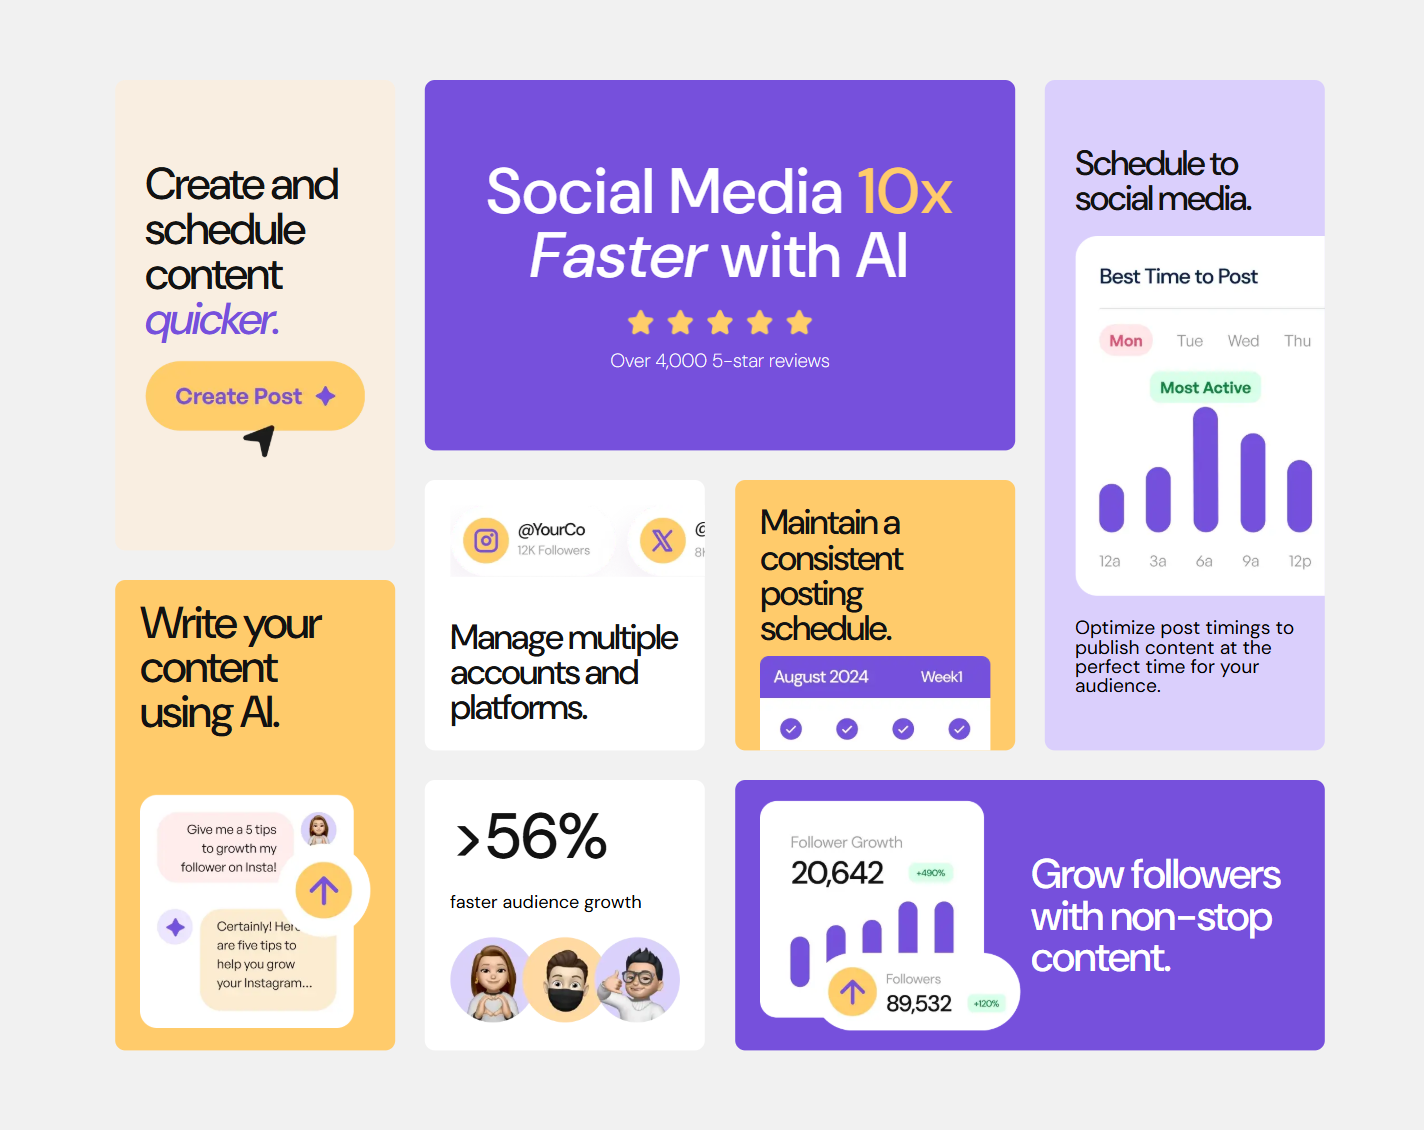 Create and
schedule
content
quicker.
Create Post
Social Media 10x
Faster with AI
Over 4,000 5-star reviews
Schedule to
social media.
Best Time to Post
Mon Tue Wed Thu
Most Active
12a 3a 6a 9a 12p
Optimize post timings to
publish content at the
perfect time for your
audience.
Write your
content
using AI.
Give me a 5 tips
to growth my
follower on Insta!
Certainly! Here
are five tips to
help you grow
your Instagram...
@YourCo @
12K Followers 8K
Manage multiple
accounts and
platforms.
Maintain a
consistent
posting
schedule.
August 2024 Week1
>56%
faster audience growth
Follower Growth
20,642 +490%
Followers
89,532 +120%
Grow followers
with non-stop
content.